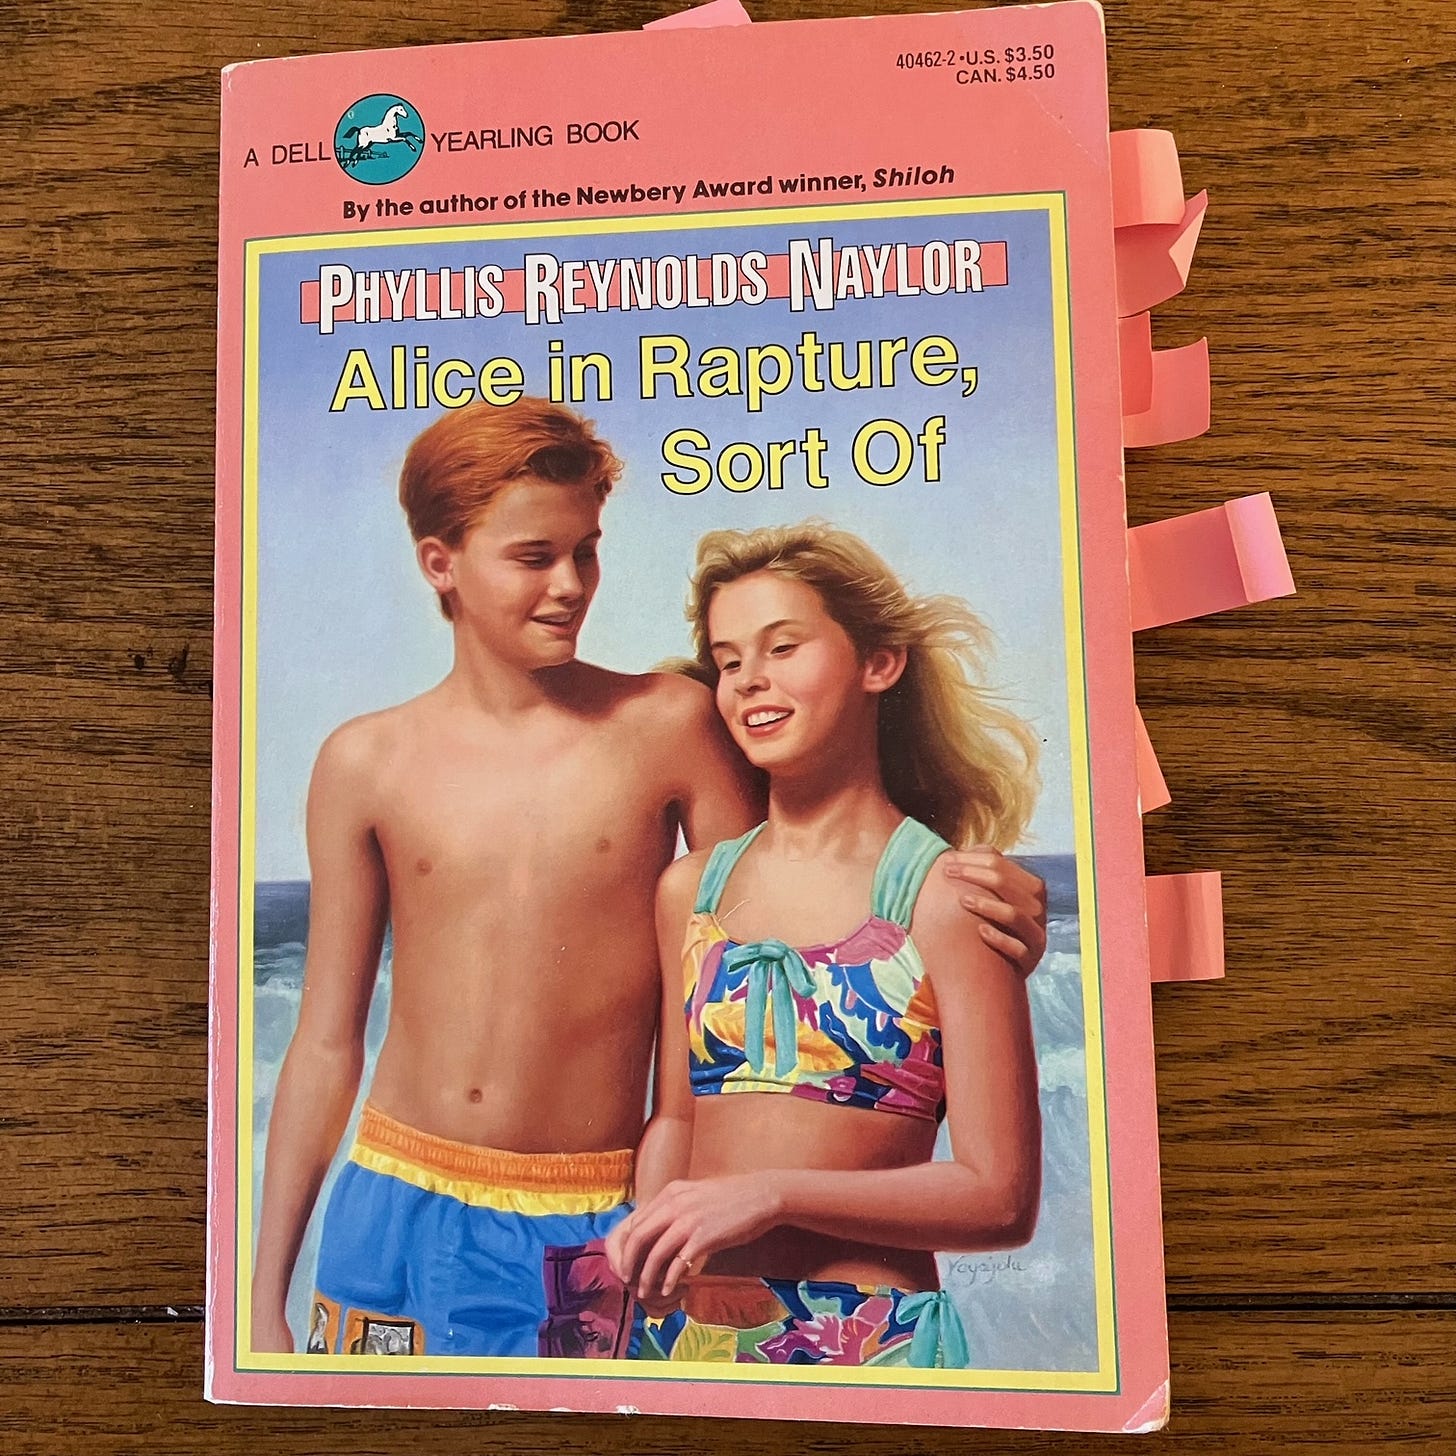 40462-2 • U.S. $3.50
CAN. $4.50
A DELL YEARLING BOOK
By the author of the Newbery Award winner, Shiloh
PHYLLIS REYNOLDS NAYLOR
Alice in Rapture,
Sort Of